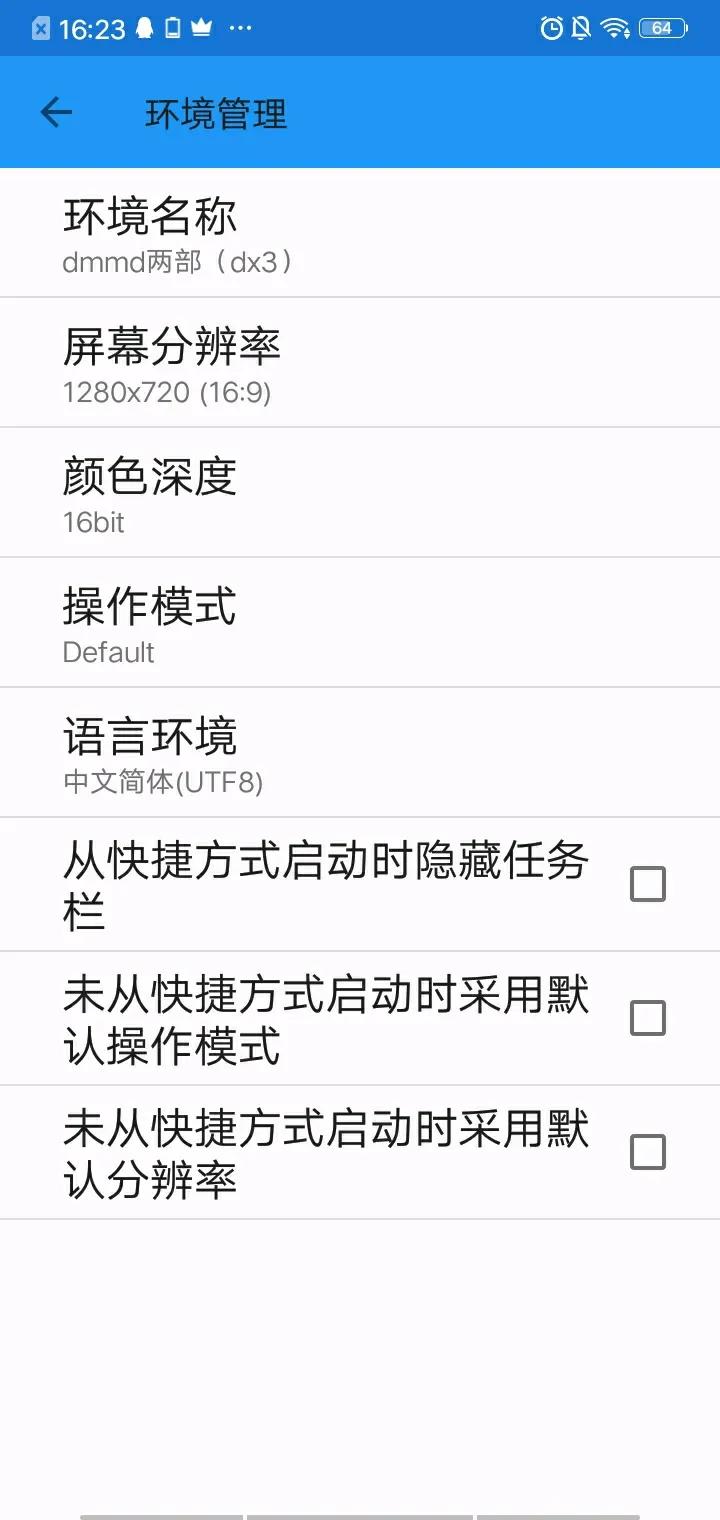 16:23
64
环境管理
环境名称
dmmd两部（dx3）
屏幕分辨率
1280x720 (16:9)
颜色深度
16bit
操作模式
Default
语言环境
中文简体(UTF8)
从快捷方式启动时隐藏任务
栏
未从快捷方式启动时采用默
认操作模式
未从快捷方式启动时采用默
认分辨率